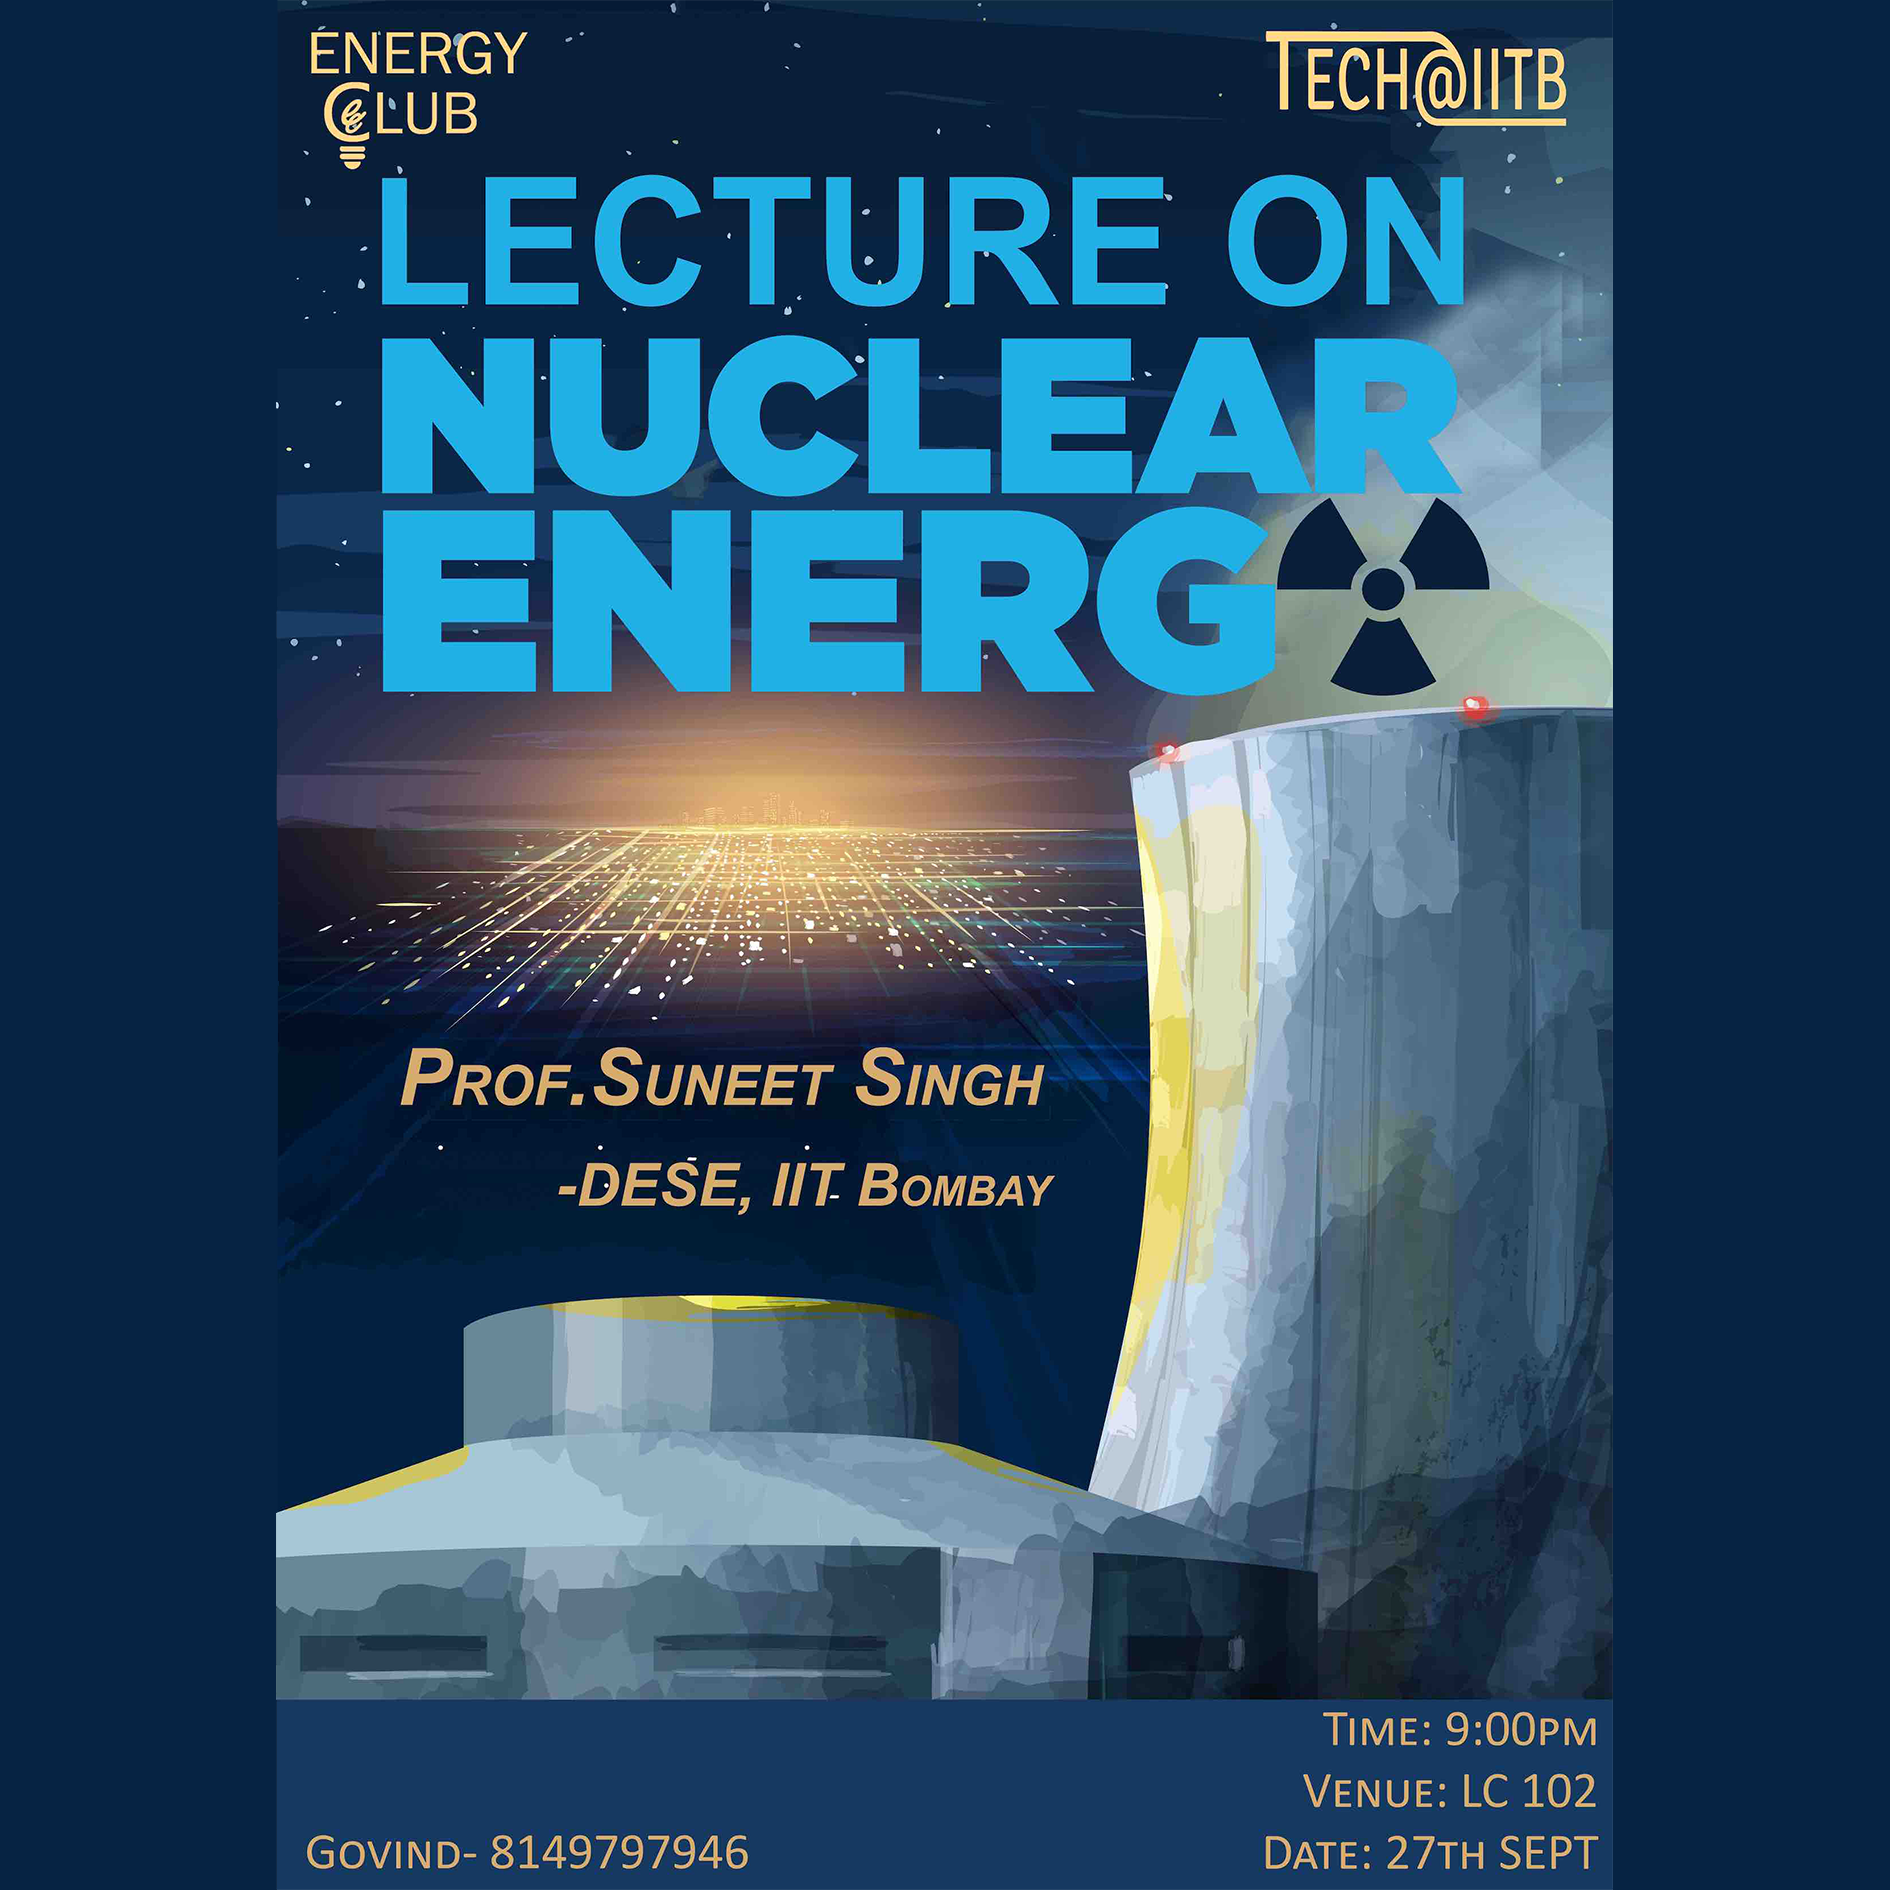 ENERGY
CLUB
TECH@IITB
LECTURE ON
NUCLEAR
ENERG
PROF.SUNEET SINGH
-DESE, IIT BOMBAY
TIME: 9:00PM
VENUE: LC 102
GOVIND- 8149797946
DATE: 27TH SEPT